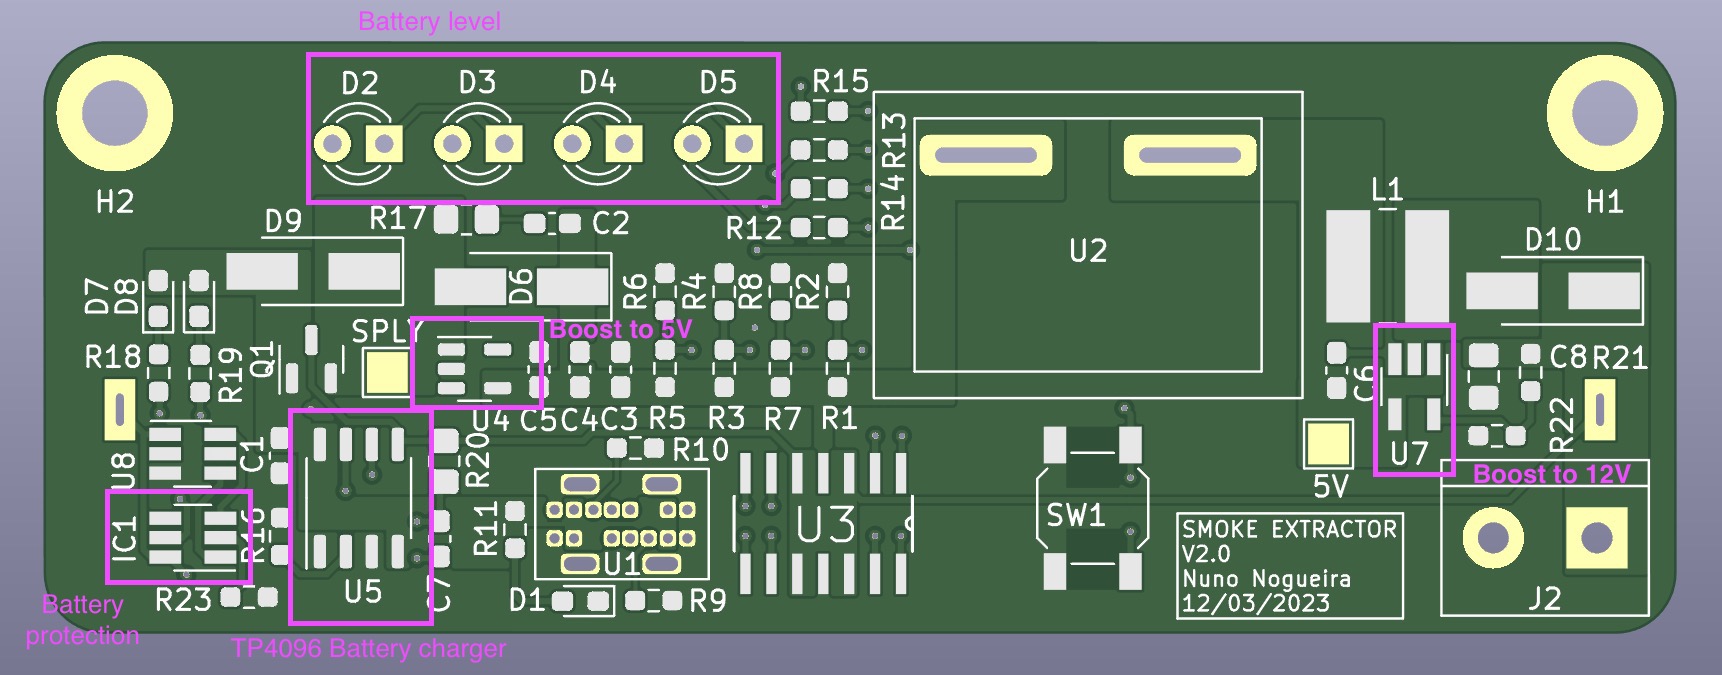 Battery level
D2 D3 D4 D5 R15
R13
H2 R14 H1
L1
D9 R17 C2 R12
U2 D10
D7 D8 D6 R6 R4 R8 R2
SPLY Boost to 5V
R18 R19 Q1 C6 C8 R21
U4 C5 C4 C3 R5 R3 R7 R1 R22
U8 C1 R20 R10 U7
Boost to 12V
5V
IC1 R16 R11 U3 SW1
SMOKE EXTRACTOR
V2.0
U1
Nuno Nogueira
12/03/2023
R23 U5 C7 D1 R9 J2
Battery
protection
TP4096 Battery charger